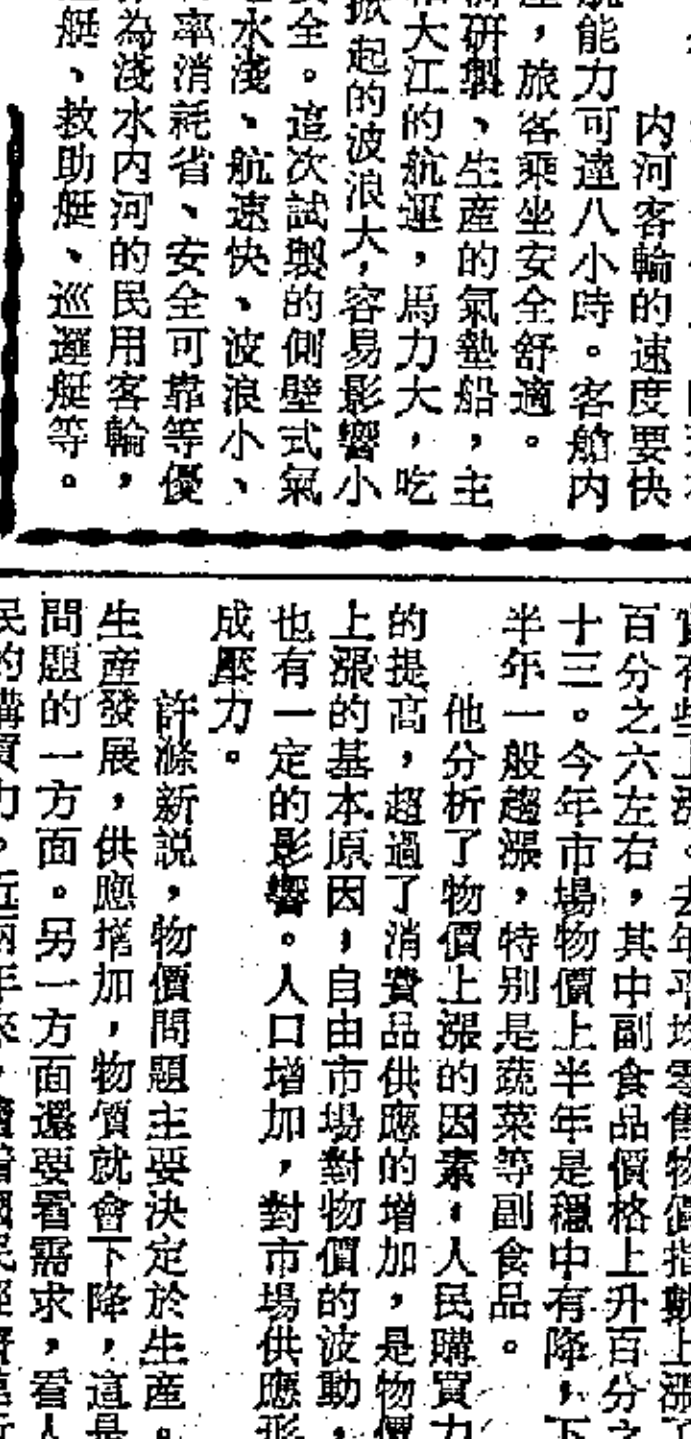 内河客輪的速度要快
航能力可達八小時。客艙内
，旅客乘坐安全舒適。
研製、生産的氣墊船，主
大江的航運，馬力大，吃
掀起的波浪大，容易影響小
全。這次試製的側壁式氣
水淺、航速快、波浪小、
率消耗省、安全可靠等優
為淺水内河的民用客輪，
艇、救助艇、巡邏艇等。
百分之六左右，其中副食品價格上升百分之
十三。今年市場物價上半年是穩中有降，下
半年一般趨漲，特别是蔬菜等副食品。
他分析了物價上漲的因素，人民購買力
的提高，超過了消費品供應的增加，是物價
上漲的基本原因，自由市場對物價的波動，
也有一定的影響。人口增加，對市場供應形
成壓力。
許滌新説，物價問題主要決定於生産。
生産發展，供應增加，物價就會下降，這是
問題的一方面。另一方面還要看需求，看人